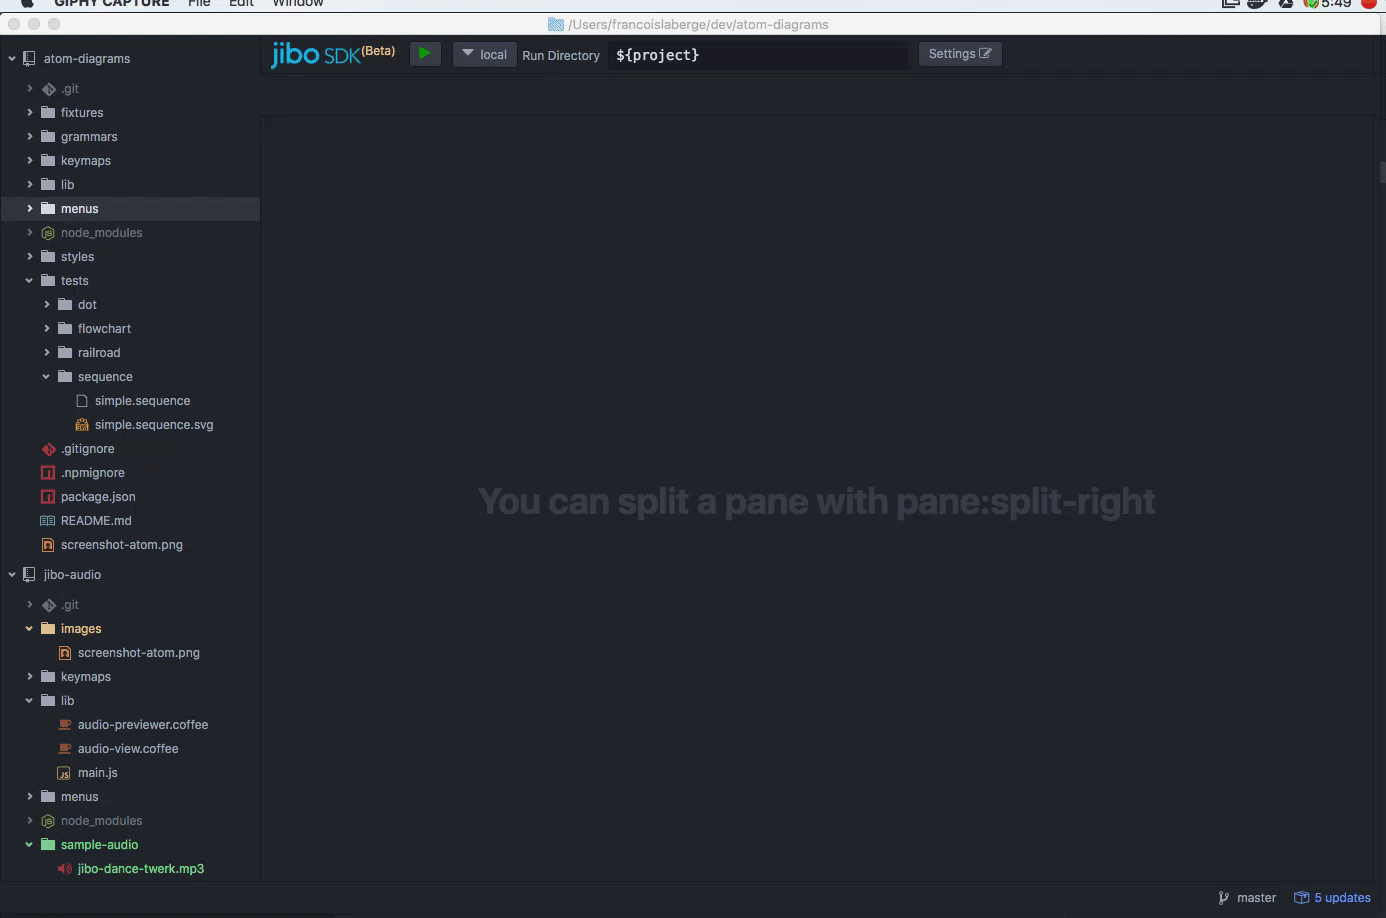 GIPHY CAPTURE File Edit Window 5:49
/Users/francoislaberge/dev/atom-diagrams
atom-diagrams
jibo SDK (Beta) local Run Directory ${project} Settings
.git
fixtures
grammars
keymaps
lib
menus
node_modules
styles
tests
dot
flowchart
railroad
sequence
simple.sequence
simple.sequence.svg
.gitignore
.npmignore
package.json
README.md
screenshot-atom.png
You can split a pane with pane:split-right
jibo-audio
.git
images
screenshot-atom.png
keymaps
lib
audio-previewer.coffee
audio-view.coffee
main.js
menus
node_modules
sample-audio
jibo-dance-twerk.mp3
master 5 updates